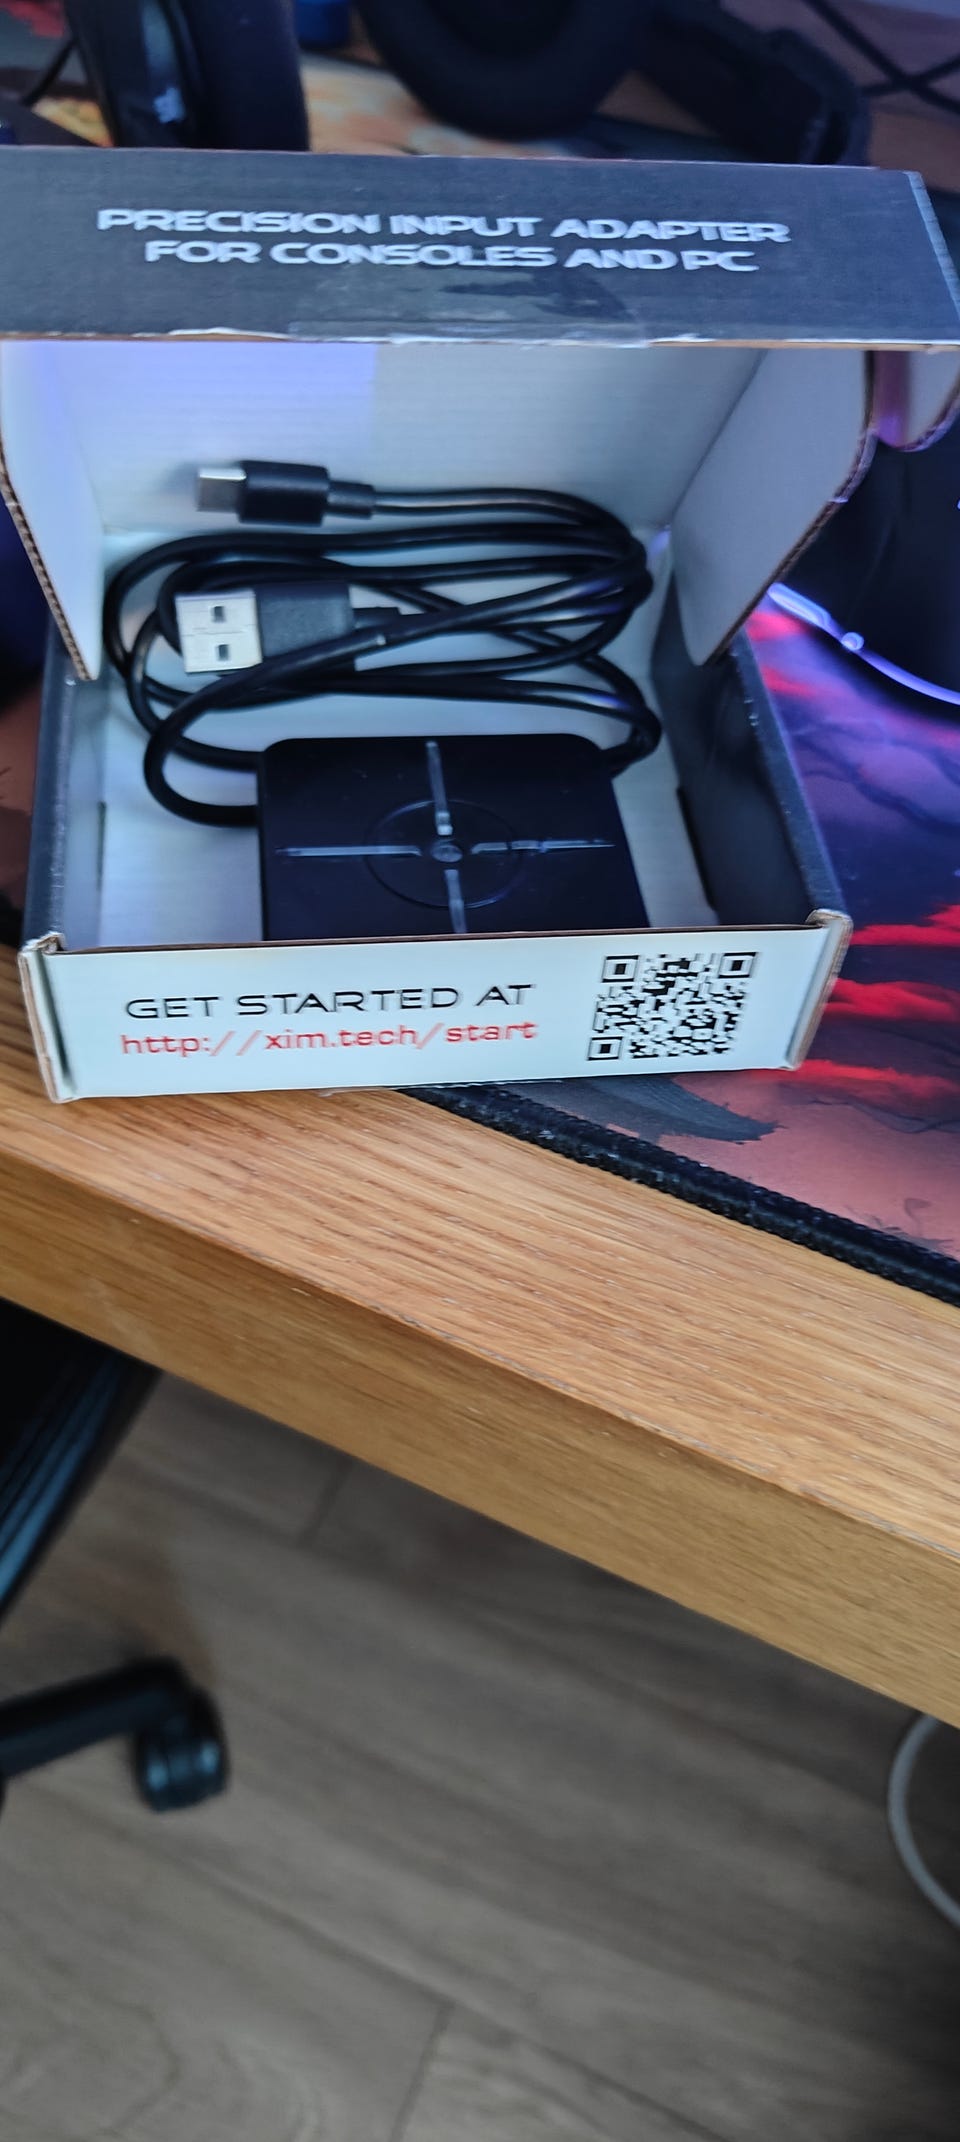 PRECISION INPUT ADAPTER
FOR CONSOLES AND PC
GET STARTED AT
http://xim.tech/start